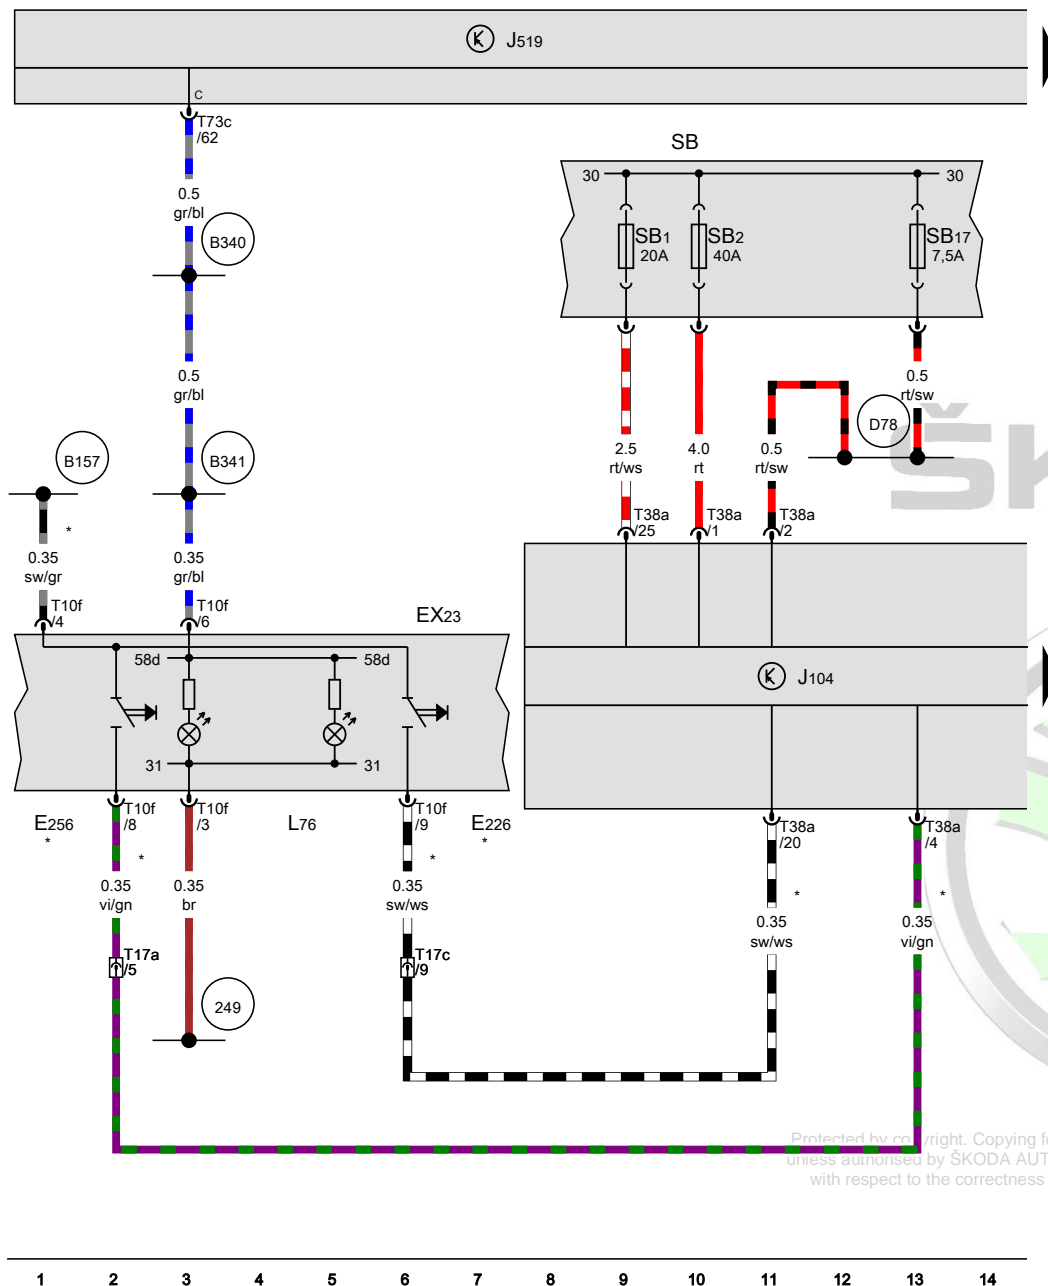 J519
C
T73c
/62
SB
30 30
0.5
gr/bl
SB1 SB2 SB17
20A 40A 7,5A
B340
0.5
gr/bl
0.5
rt/sw
D78
B157 B341
2.5 4.0 0.5
rt/ws rt rt/sw
T38a T38a T38a
/25 /1 /2
*
0.35 0.35
sw/gr gr/bl
T10f T10f
/4 /6
EX23
58d 58d
J104
31 31
T10f T10f T10f
/8 /3 /9
E256 L76 E226
* *
T38a T38a
/20 /4
* * * *
0.35 0.35 0.35
vi/gn br sw/ws
0.35 0.35
sw/ws vi/gn
T17a T17c
/5 /9
249
ŠK
Protected by copyright. Copying f
unless authorised by ŠKODA AUT
with respect to the correctness
1 2 3 4 5 6 7 8 9 10 11 12 13 14